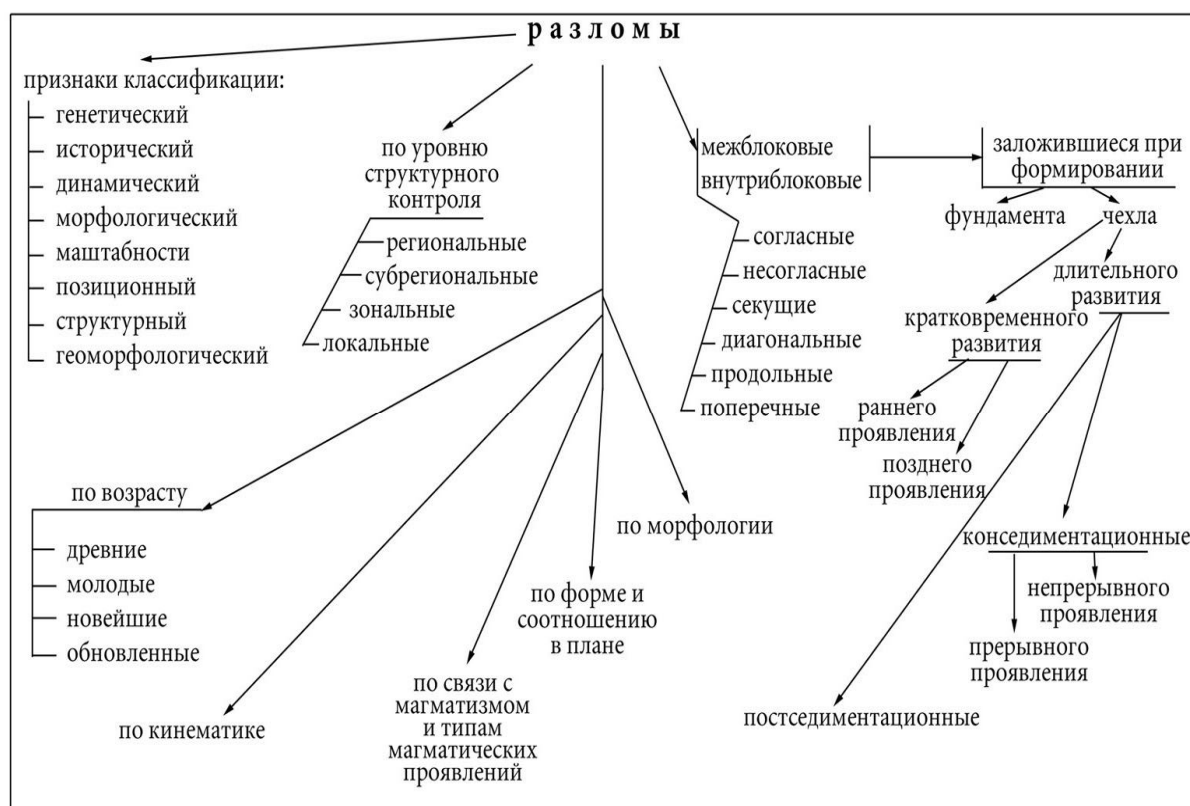 разломы
признаки классификации:
генетический
исторический
динамический
морфологический
маштабности
позиционный
структурный
геоморфологический
по уровню
структурного
контроля
региональные
субрегиональные
зональные
локальные
межблоковые
внутриблоковые
согласные
несогласные
секущие
диагональные
продольные
поперечные
заложившиеся при
формировании
фундамента
чехла
длительного
развития
кратковременного
развития
раннего
проявления
позднего
проявления
конседиментационные
непрерывного
проявления
прерывного
проявления
постседиментационные
по возрасту
древние
молодые
новейшие
обновленные
по кинематике
по связи с
магматизмом
и типам
магматических
проявлений
по форме и
соотношению
в плане
по морфологии